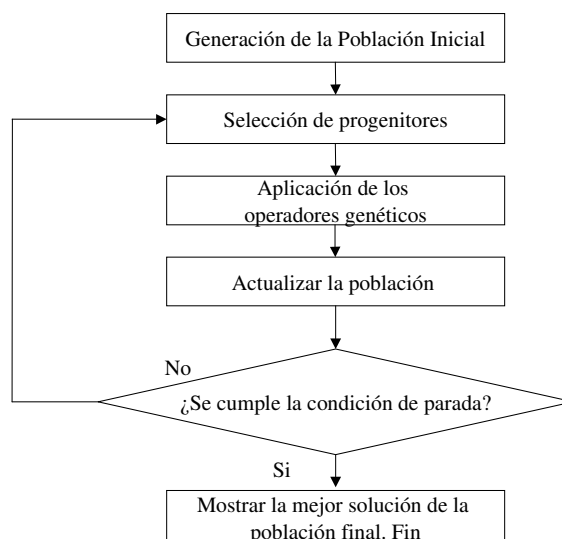 Generación de la Población Inicial
Selección de progenitores
Aplicación de los
operadores genéticos
Actualizar la población
No
¿Se cumple la condición de parada?
Si
Mostrar la mejor solución de la
población final. Fin